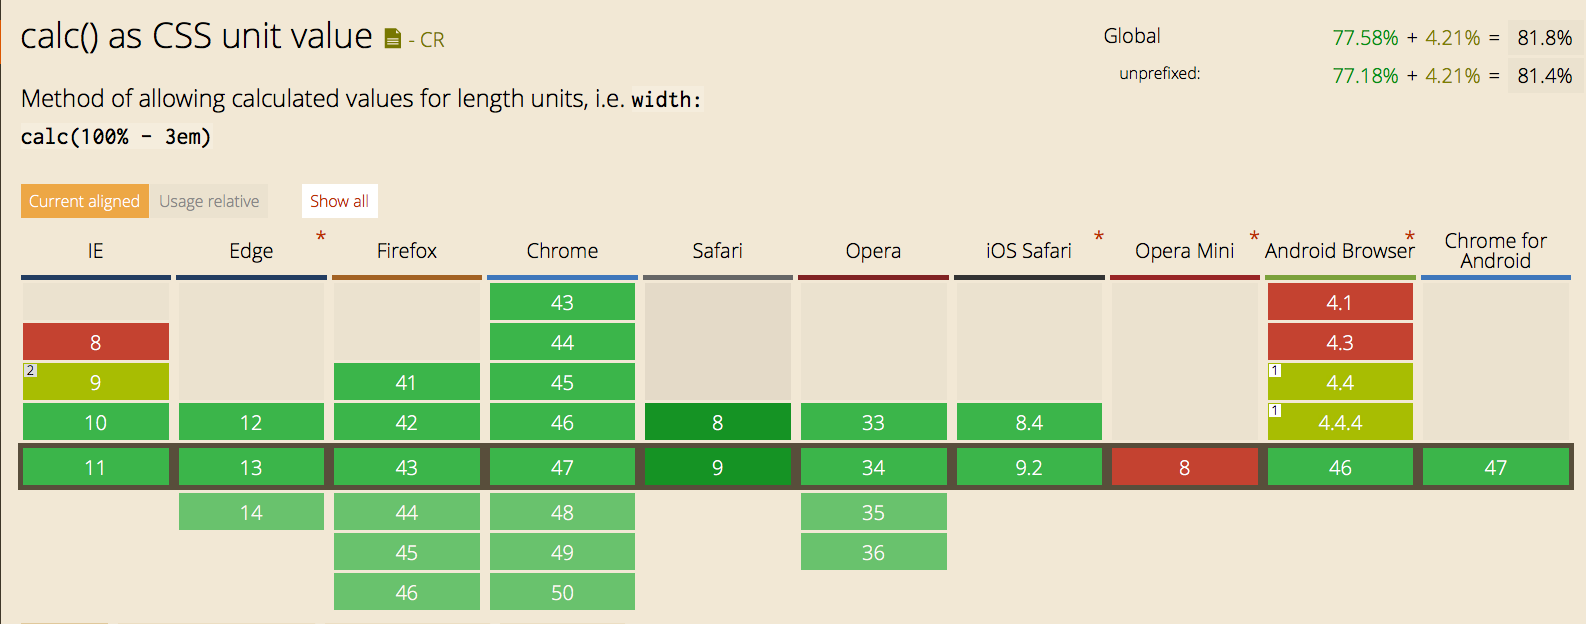 calc() as CSS unit value - CR
Global 77.58% + 4.21% = 81.8%
unprefixed: 77.18% + 4.21% = 81.4%
Method of allowing calculated values for length units, i.e. width:
calc(100% - 3em)
Current aligned Usage relative Show all
IE Edge * Firefox Chrome Safari Opera iOS Safari * Opera Mini * Android Browser * Chrome for
Android
43 4.1
8 44 4.3
2 9 41 45 1 4.4
10 12 42 46 8 33 8.4 1 4.4.4
11 13 43 47 9 34 9.2 8 46 47
14 44 48 35
45 49 36
46 50